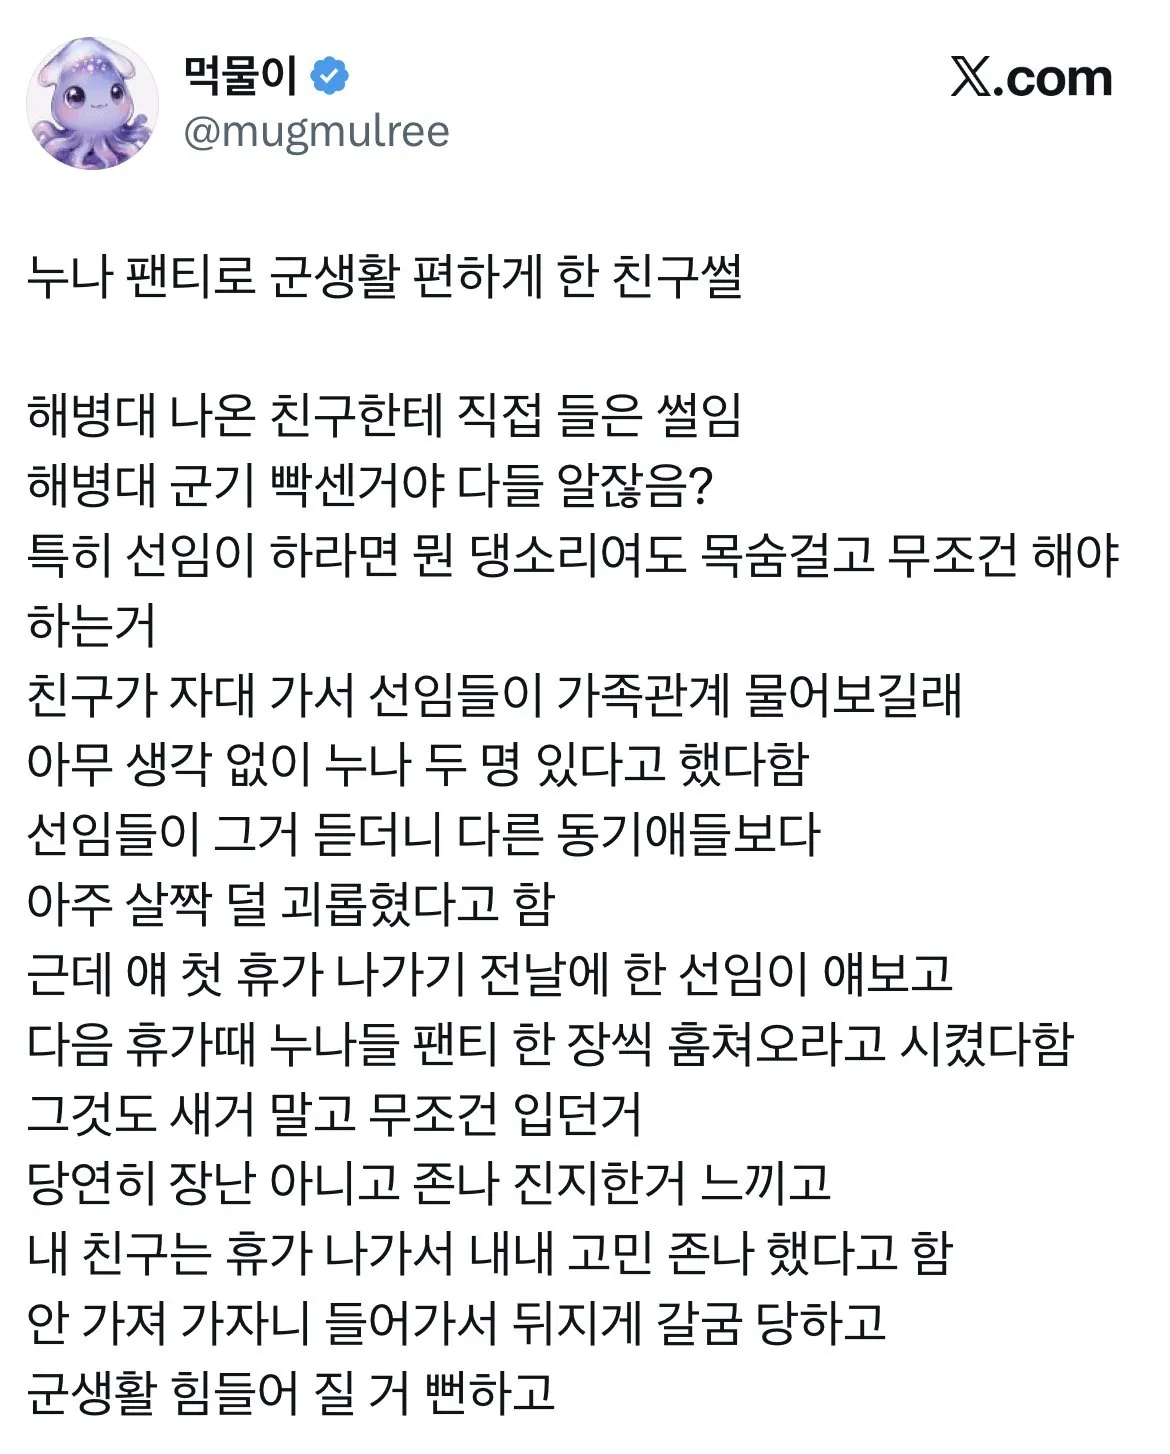 먹물이
@mugmulree
X.com
누나 팬티로 군생활 편하게 한 친구썰
해병대 나온 친구한테 직접 들은 썰임
해병대 군기 빡센거야 다들 알잖음?
특히 선임이 하라면 뭔 댕소리여도 목숨걸고 무조건 해야
하는거
친구가 자대 가서 선임들이 가족관계 물어보길래
아무 생각 없이 누나 두 명 있다고 했다함
선임들이 그거 듣더니 다른 동기애들보다
아주 살짝 덜 괴롭혔다고 함
근데 얘 첫 휴가 나가기 전날에 한 선임이 얘보고
다음 휴가때 누나들 팬티 한 장씩 훔쳐오라고 시켰다함
그것도 새거 말고 무조건 입던거
당연히 장난 아니고 존나 진지한거 느끼고
내 친구는 휴가 나가서 내내 고민 존나 했다고 함
안 가져 가자니 들어가서 뒤지게 갈굼 당하고
군생활 힘들어 질 거 뻔하고